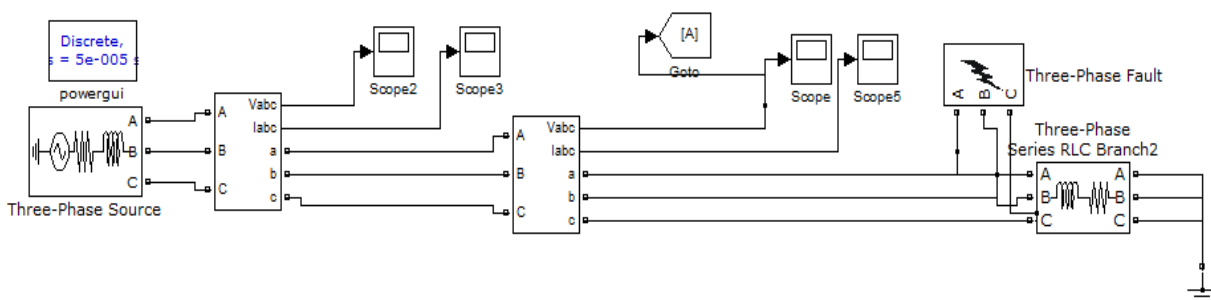 Discrete,
s = 5e-005 s
powergui
A
B
C
Three-Phase Source
A
B
C
Vabc
Iabc
a
b
c
Scope2
Scope3
A
B
C
Vabc
Iabc
a
b
c
[A]
Goto
Scope
Scope5
A
B
C
Three-Phase Fault
Three-Phase
Series RLC Branch2
A
B
C
A
B
C